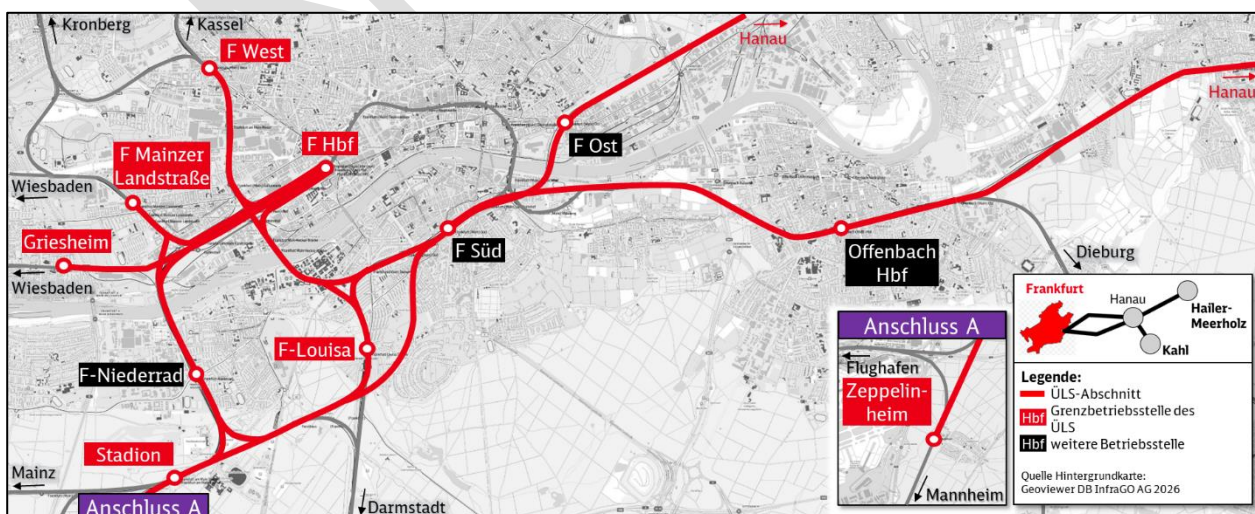 Kronberg
Kassel
F West
Hanau
Hanau
F Hbf
F Ost
F Mainzer
Landstraße
Wiesbaden
Griesheim
Wiesbaden
F Süd
Offenbach
Hbf
Dieburg
F-Louisa
F-Niederrad
Stadion
Mainz
Anschluss A
Darmstadt
Anschluss A
Flughafen
Zeppelin-
heim
Mannheim
Frankfurt
Hanau
Hailer-
Meerholz
Kahl
Legende:
ÜLS-Abschnitt
Hbf Grenzbetriebsstelle des
ÜLS
Hbf weitere Betriebsstelle
Quelle Hintergrundkarte:
Geoviewer DB InfraGO AG 2026